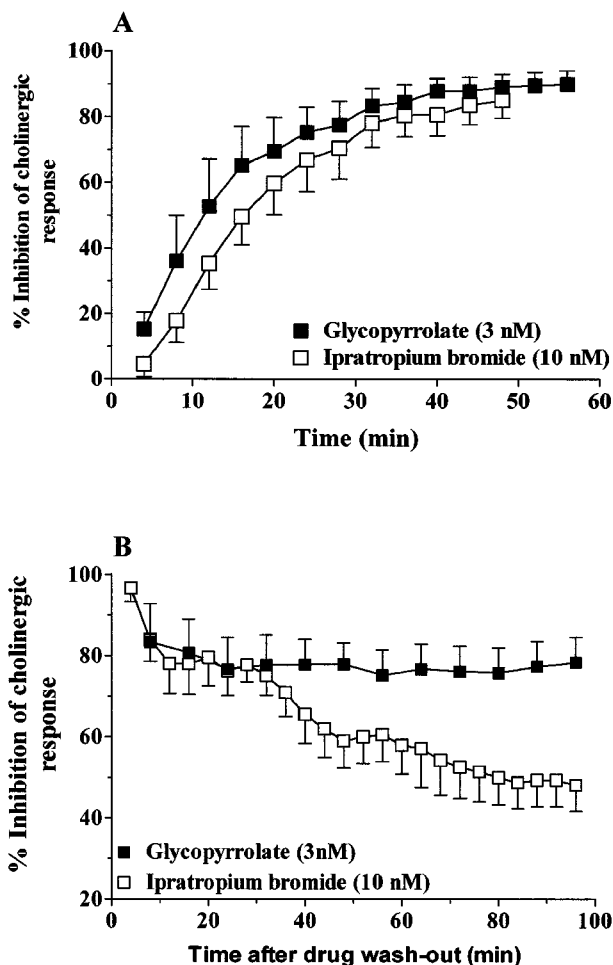 A
% Inhibition of cholinergic
response
100
80
60
40
20
0
Glycopyrrolate (3 nM)
Ipratropium bromide (10 nM)
0 10 20 30 40 50 60
Time (min)
B
% Inhibition of cholinergic
response
100
80
60
40
20
Glycopyrrolate (3nM)
Ipratropium bromide (10 nM)
0 20 40 60 80 100
Time after drug wash-out (min)